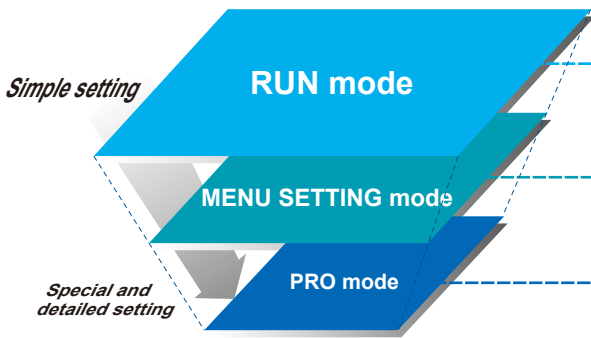 RUN mode
Simple setting
MENU SETTING mode
PRO mode
Special and
detailed setting